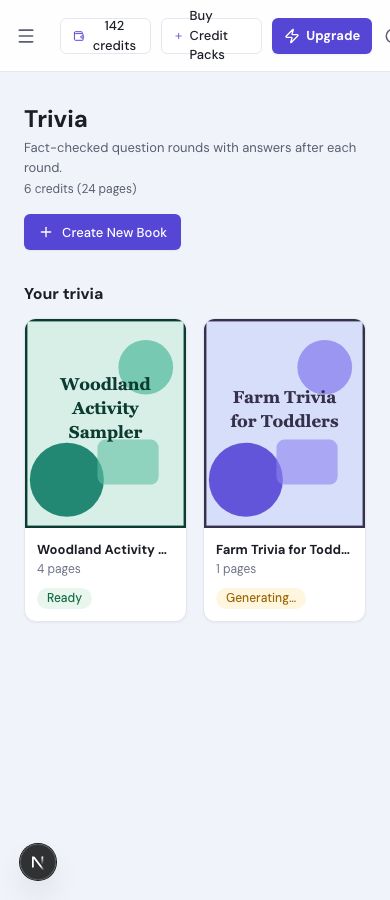 142
credits
Buy
Credit
Packs
Upgrade
Trivia
Fact-checked question rounds with answers after each
round.
6 credits (24 pages)
Create New Book
Your trivia
Woodland
Activity
Sampler
Farm Trivia
for Toddlers
Woodland Activity ...
4 pages
Ready
Farm Trivia for Todd...
1 pages
Generating...
N